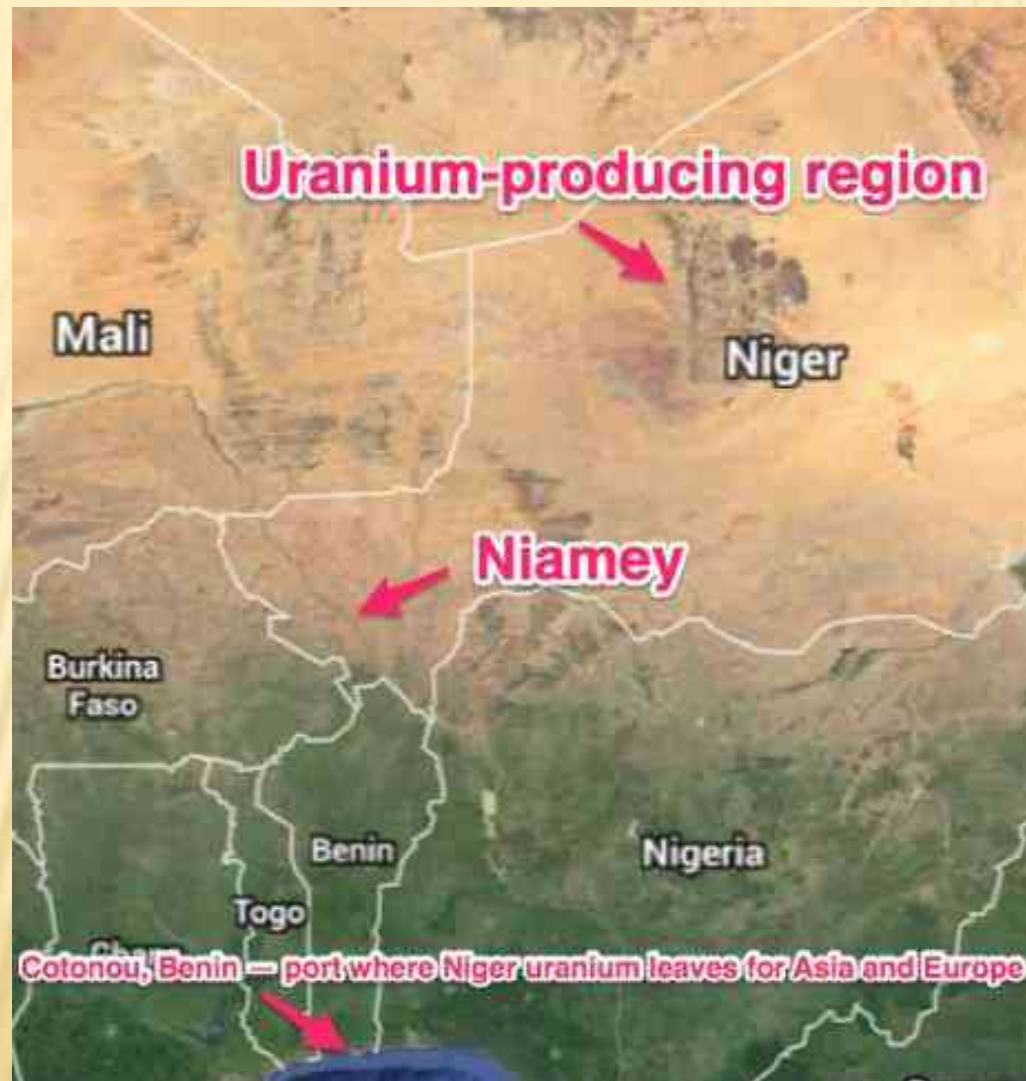 Uranium-producing region
Mali
Niger
Niamey
Burkina
Faso
Benin
Nigeria
Togo
Cotonou, Benin — port where Niger uranium leaves for Asia and Europe